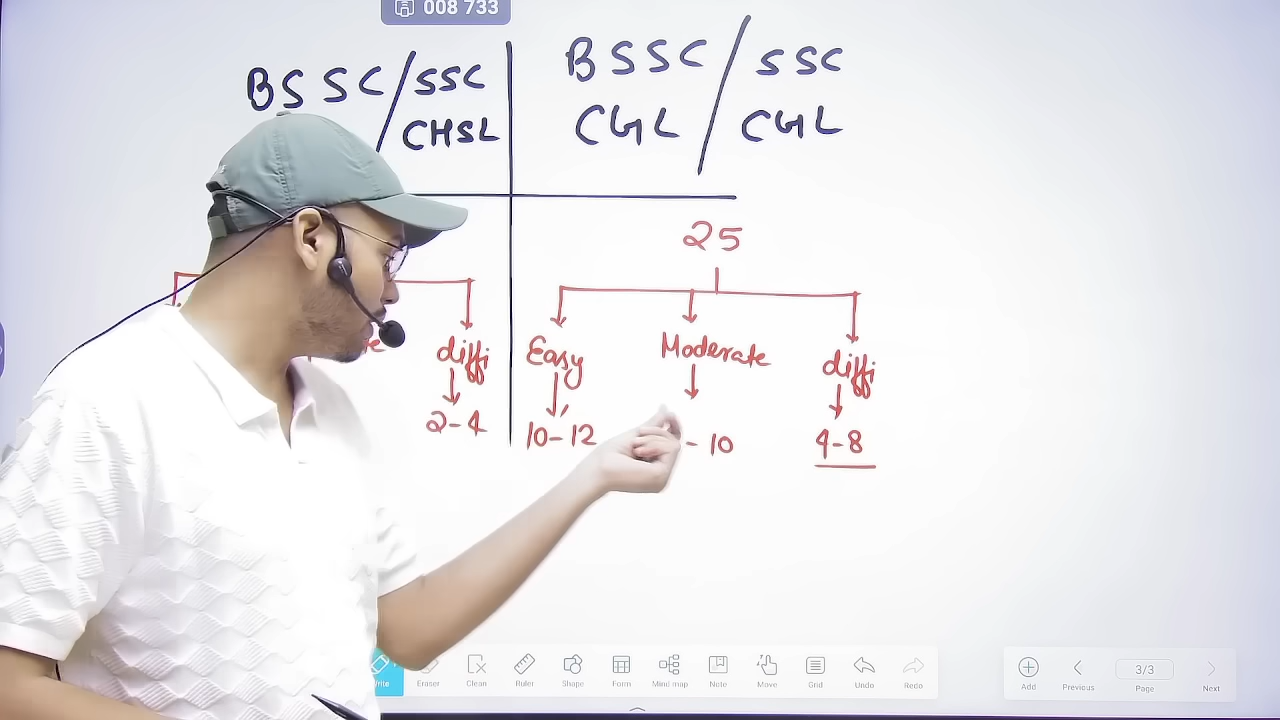 008 733
BSSC/SSC
CHSL
BSSC/SSC
CGL/CGL
25
diffi
2-4
Easy
Moderate
diffi
10-12
- 10
4-8
Eraser
Clean
Ruler
Shape
Form
Mind map
Note
Move
Grid
Undo
Redo
Add
Previous
3/3
Page
Next